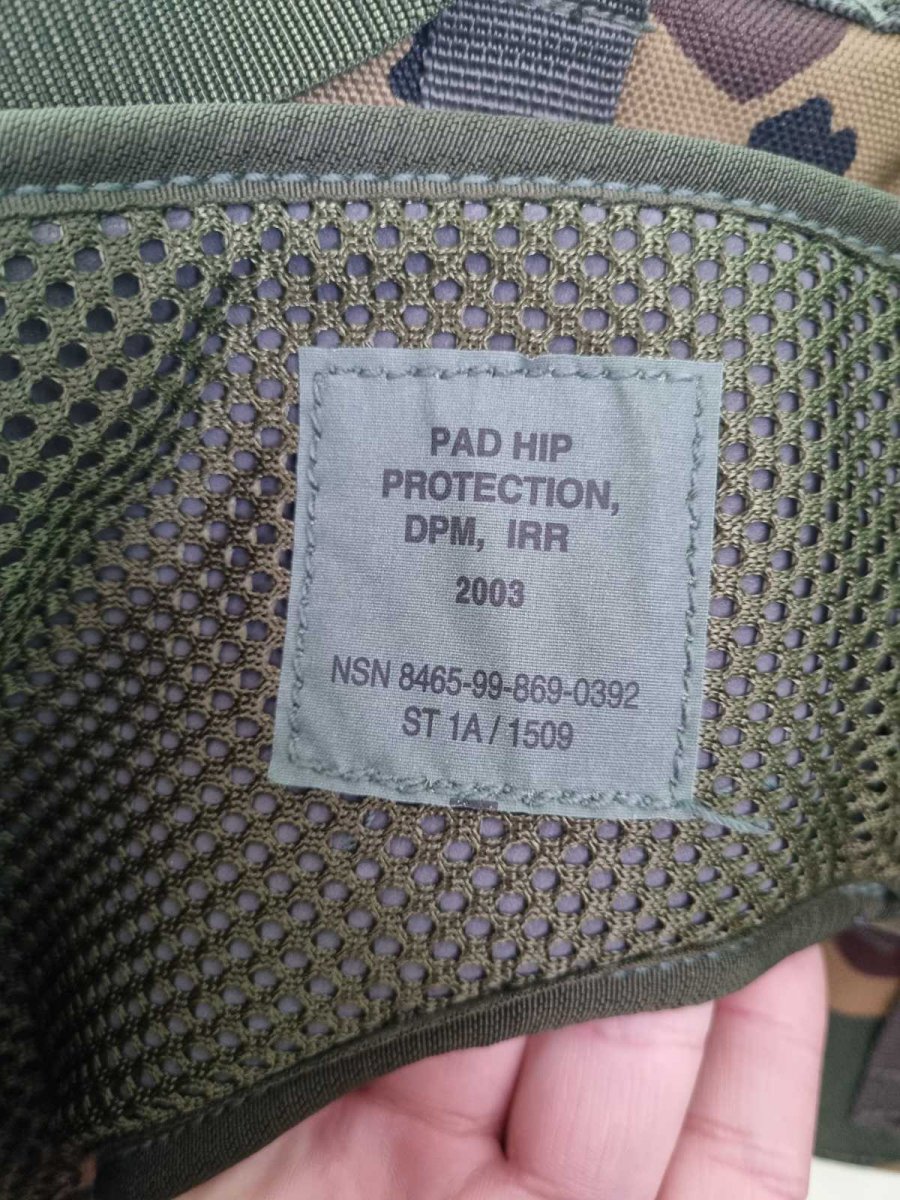 PAD HIP
PROTECTION,
DPM, IRR
2003
NSN 8465-99-869-0392
ST 1A / 1509